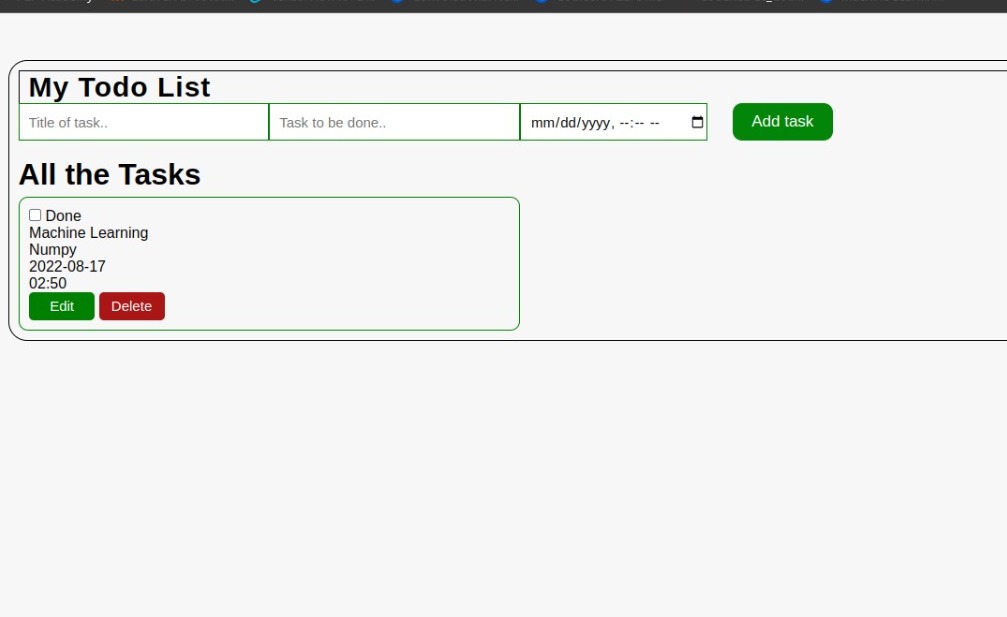 My Todo List
Title of task..
Task to be done..
mm/dd/yyyy, --:-- --
Add task
All the Tasks
Done
Machine Learning
Numpy
2022-08-17
02:50
Edit Delete